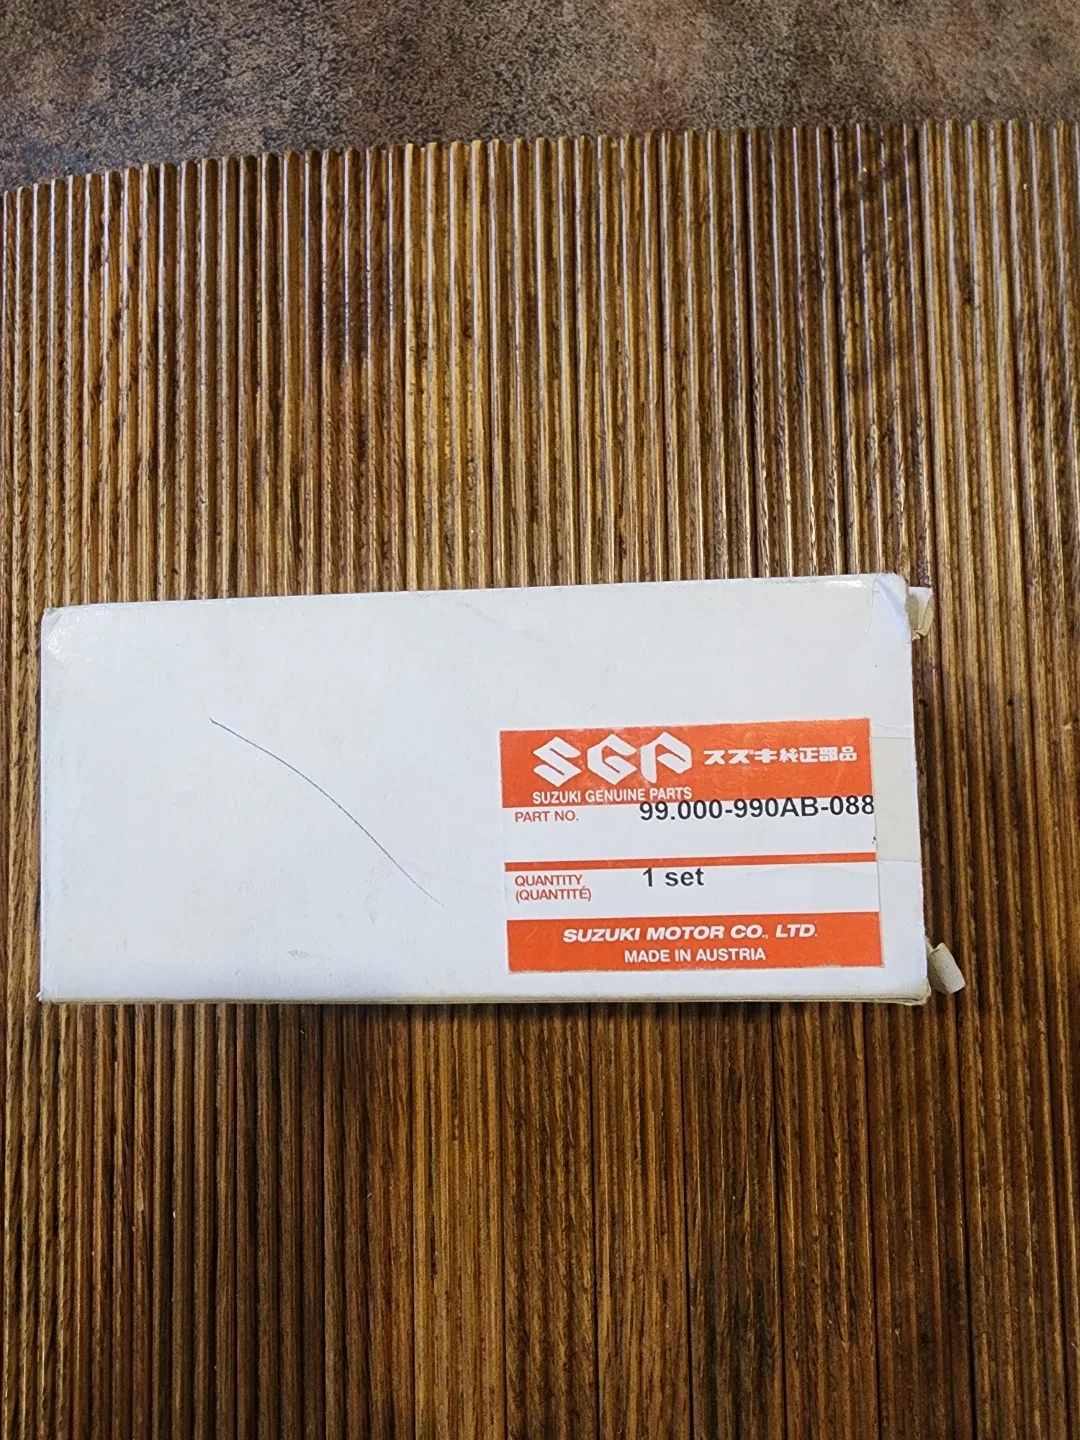 SGP スズキ純正部品
SUZUKI GENUINE PARTS
PART NO. 99.000-990AB-088
QUANTITY 1 set
(QUANTITÉ)
SUZUKI MOTOR CO., LTD.
MADE IN AUSTRIA